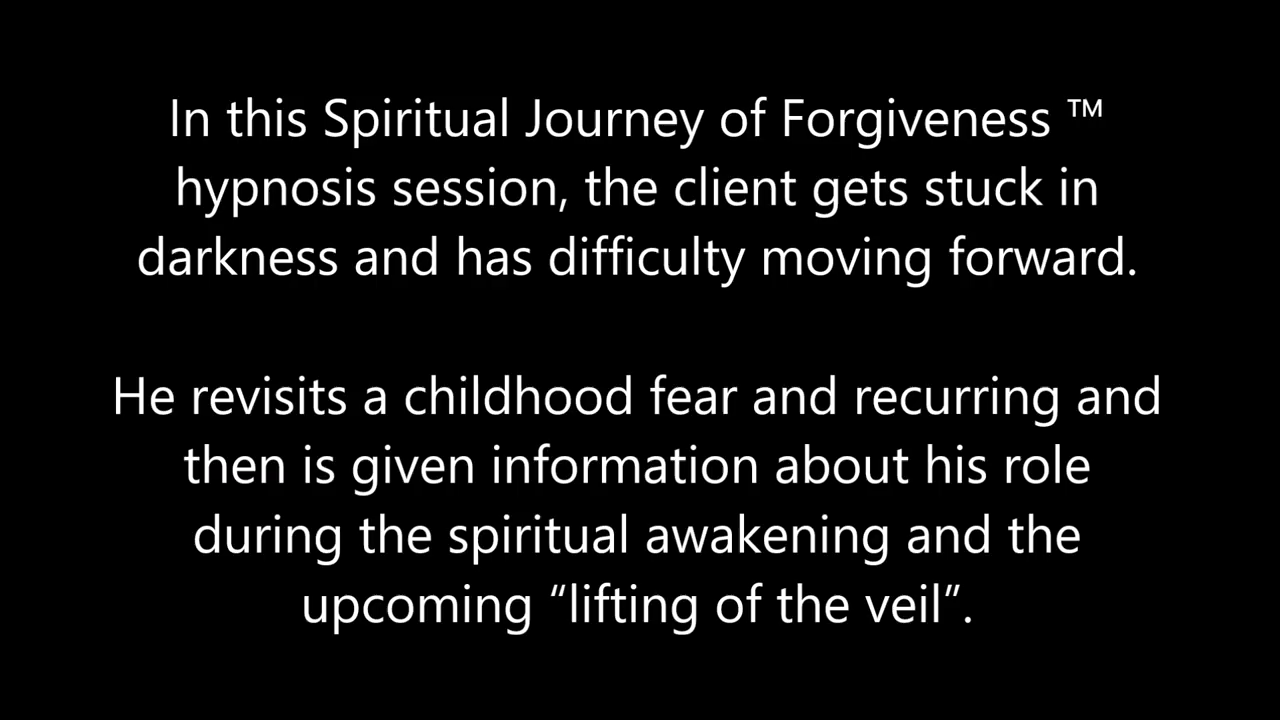 In this Spiritual Journey of Forgiveness ™
hypnosis session, the client gets stuck in
darkness and has difficulty moving forward.
He revisits a childhood fear and recurring and
then is given information about his role
during the spiritual awakening and the
upcoming “lifting of the veil”.